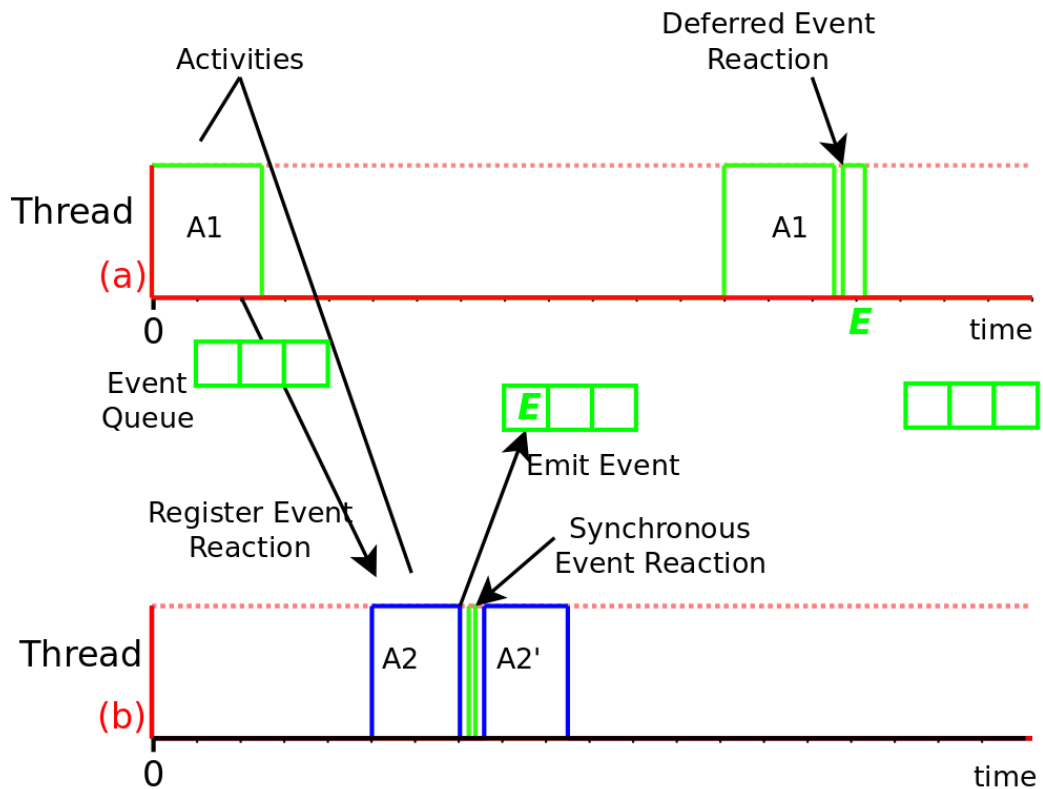 Deferred Event
Reaction
Activities
Thread
A1
A1
(a)
0
E
time
Event
Queue
E
Emit Event
Register Event
Reaction
Synchronous
Event Reaction
Thread
A2
A2'
(b)
0
time